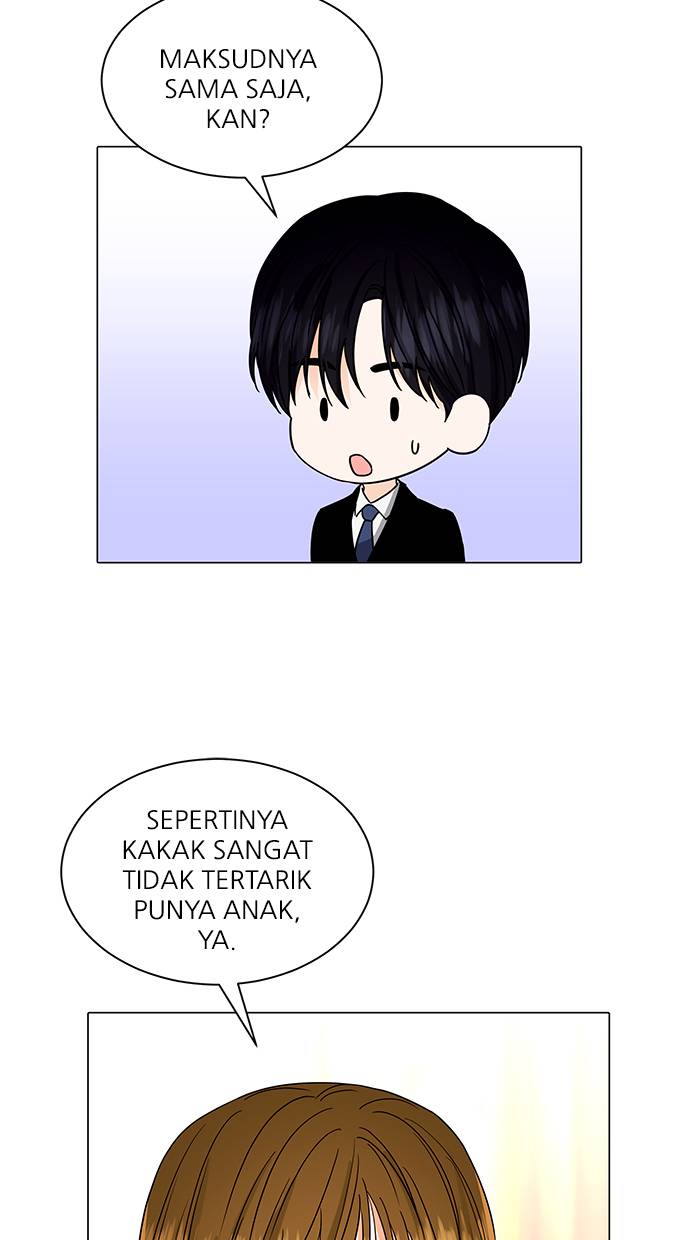 MAKSUDNYA
SAMA SAJA,
KAN?
SEPERTINYA
KAKAK SANGAT
TIDAK TERTARIK
PUNYA ANAK,
YA.